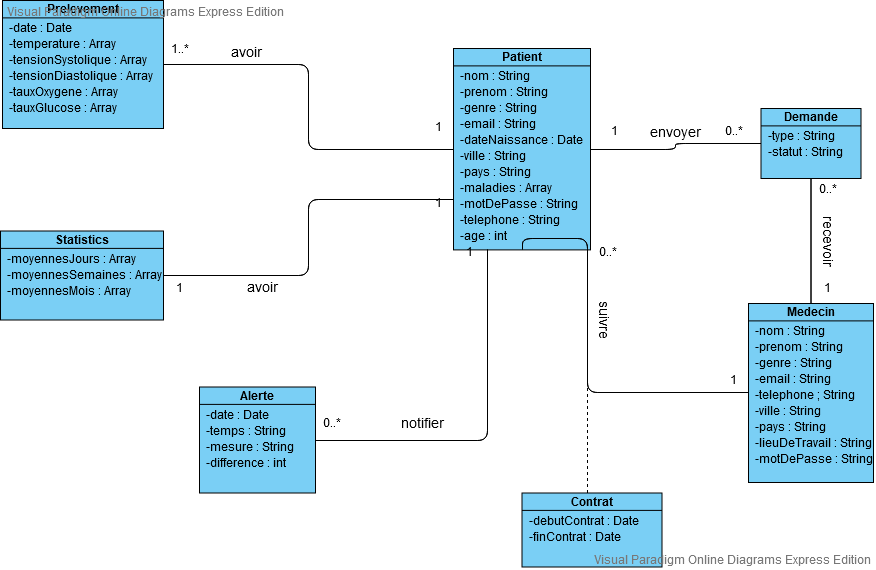 Visual Paradigm Online Diagrams Express Edition
Prelevement
-date : Date
-temperature : Array
-tensionSystolique : Array
-tensionDiastolique : Array
-tauxOxygene : Array
-tauxGlucose : Array
1..*
avoir
1
Patient
-nom : String
-prenom : String
-genre : String
-email : String
-dateNaissance : Date
-ville : String
-pays : String
-maladies : Array
-motDePasse : String
-telephone : String
-age : int
1
envoyer
0..*
Demande
-type : String
-statut : String
0..*
recevoir
1
Statistics
-moyennesJours : Array
-moyennesSemaines : Array
-moyennesMois : Array
1
avoir
1
1
0..*
suivre
1
Medecin
-nom : String
-prenom : String
-genre : String
-email : String
-telephone ; String
-ville : String
-pays : String
-lieuDeTravail : String
-motDePasse : String
Alerte
-date : Date
-temps : String
-mesure : String
-difference : int
0..*
notifier
Contrat
-debutContrat : Date
-finContrat : Date
Visual Paradigm Online Diagrams Express Edition